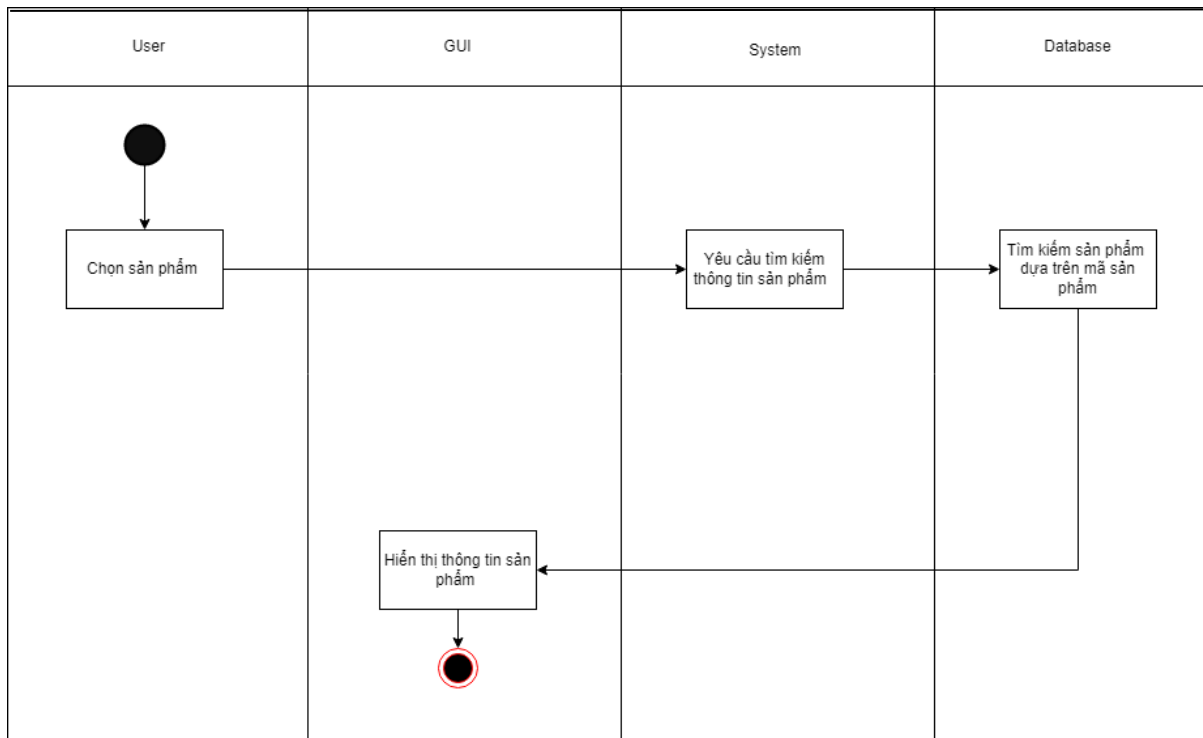 User
GUI
System
Database
Chọn sản phẩm
Yêu cầu tìm kiếm
thông tin sản phẩm
Tìm kiếm sản phẩm
dựa trên mã sản
phẩm
Hiển thị thông tin sản
phẩm